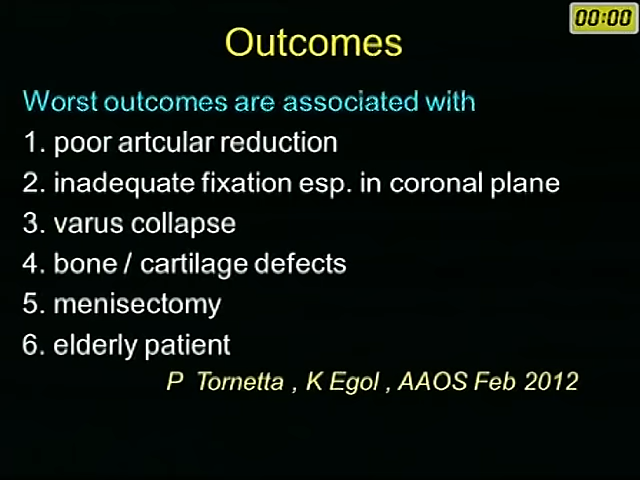 00:00
Outcomes
Worst outcomes are associated with
1. poor artcular reduction
2. inadequate fixation esp. in coronal plane
3. varus collapse
4. bone / cartilage defects
5. menisectomy
6. elderly patient
P Tornetta , K Egol , AAOS Feb 2012